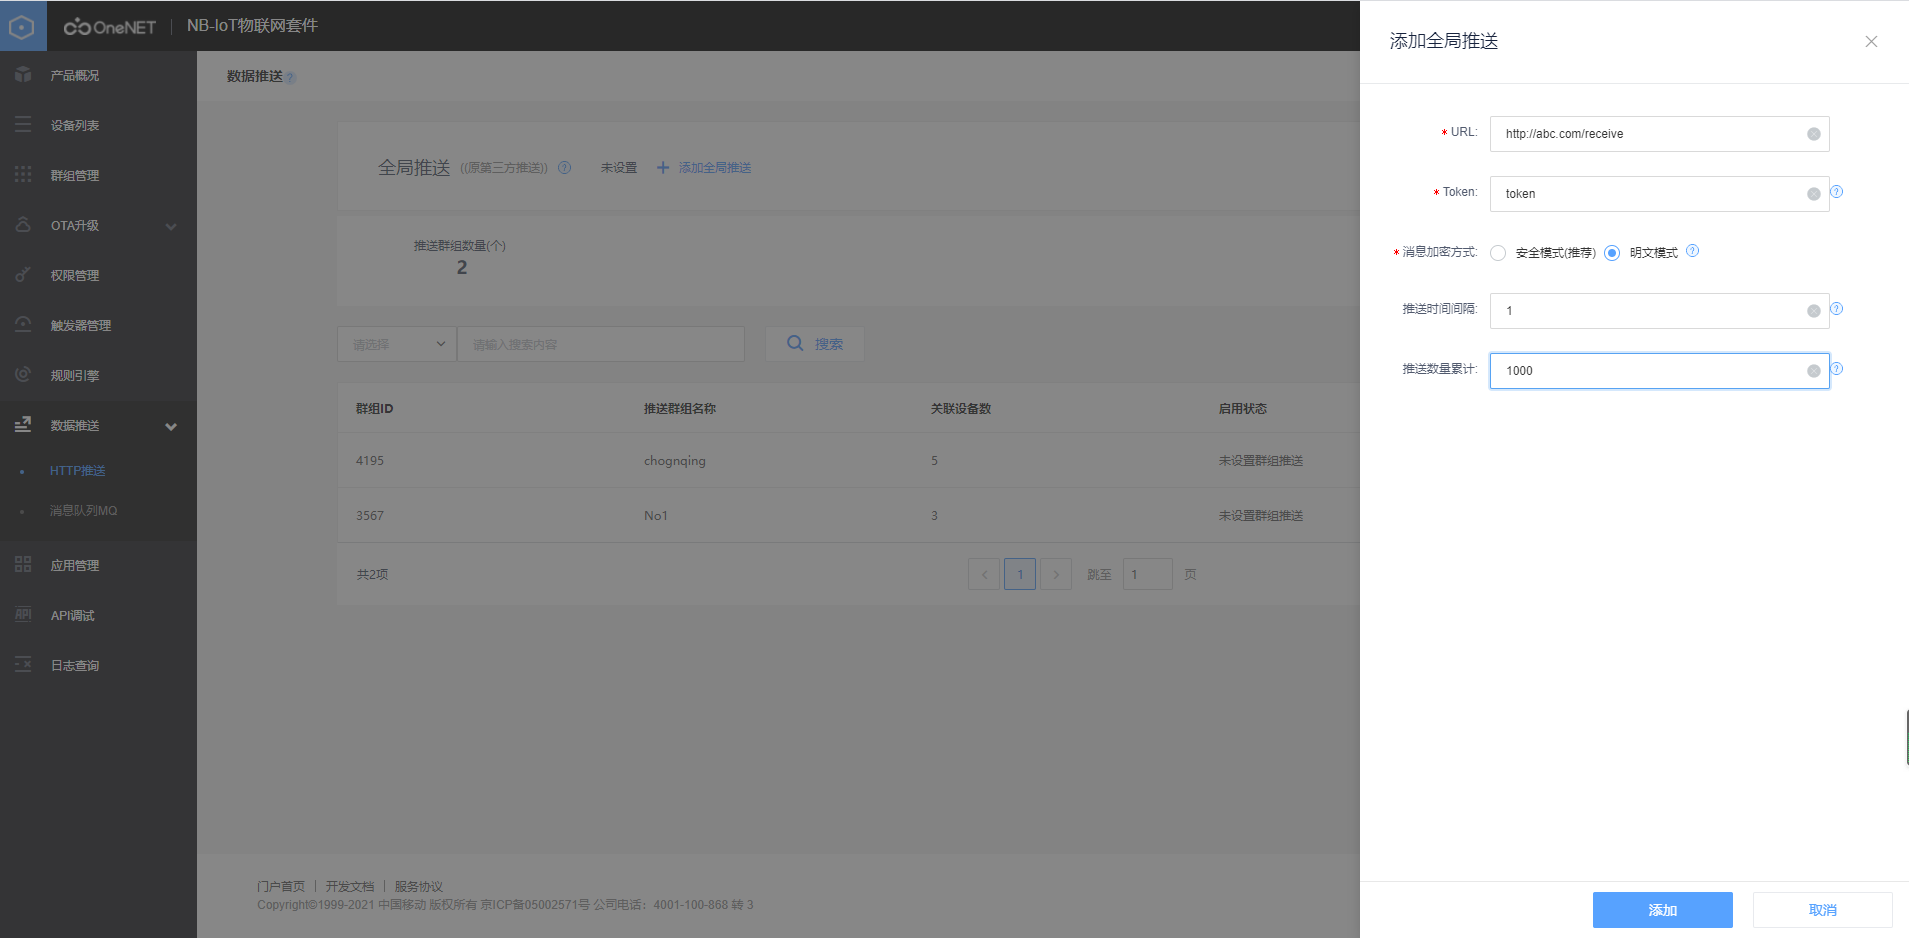 OneNET | NB-IoT物联网套件
产品概况
设备列表
群组管理
OTA升级
权限管理
触发器管理
规则引擎
数据推送
HTTP推送
消息队列MQ
应用管理
API API调试
日志查询
数据推送 ?
全局推送 ((原第三方推送)) ? 未设置 + 添加全局推送
推送群组数量(个)
2
请选择 请输入搜索内容 搜索
群组ID 推送群组名称 关联设备数 启用状态
4195 chognqing 5 未设置群组推送
3567 No1 3 未设置群组推送
共2项 < 1 > 跳至 1 页
门户首页 | 开发文档 | 服务协议
Copyright©1999-2021 中国移动 版权所有 京ICP备05002571号 公司电话：4001-100-868 转 3
添加全局推送
* URL: http://abc.com/receive
* Token: token ?
* 消息加密方式: 安全模式(推荐) 明文模式 ?
推送时间间隔: 1 ?
推送数量累计: 1000 ?
添加 取消